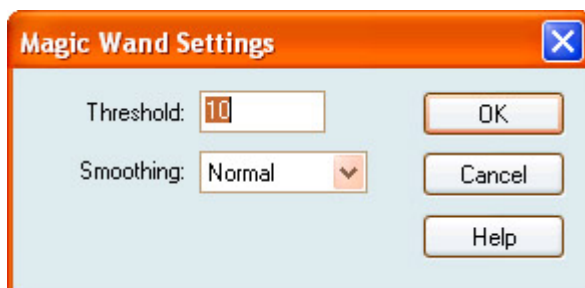 Magic Wand Settings
Threshold: 10 OK
Smoothing: Normal Cancel
Help